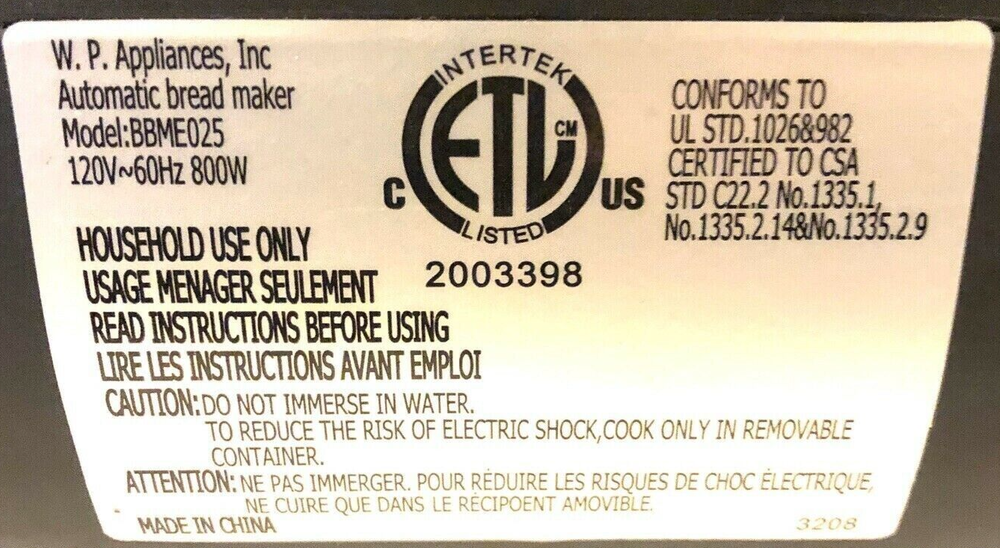 W. P. Appliances, Inc
Automatic bread maker
Model:BBME025
120V~60Hz 800W
INTERTEK
ETL CM
C US
LISTED
2003398
CONFORMS TO
UL STD.1026&982
CERTIFIED TO CSA
STD C22.2 No.1335.1,
No.1335.2.14&No.1335.2.9
HOUSEHOLD USE ONLY
USAGE MENAGER SEULEMENT
READ INSTRUCTIONS BEFORE USING
LIRE LES INSTRUCTIONS AVANT EMPLOI
CAUTION: DO NOT IMMERSE IN WATER.
TO REDUCE THE RISK OF ELECTRIC SHOCK,COOK ONLY IN REMOVABLE
CONTAINER.
ATTENTION: NE PAS IMMERGER. POUR RÉDUIRE LES RISQUES DE CHOC ÉLECTRIQUE,
NE CUIRE QUE DANS LE RÉCIPOENT AMOVIBLE.
MADE IN CHINA
3208